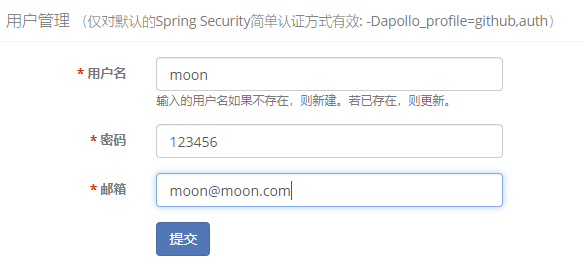 用户管理 （仅对默认的Spring Security简单认证方式有效: -Dapollo_profile=github,auth）
* 用户名 moon
输入的用户名如果不存在，则新建。若已存在，则更新。
* 密码 123456
* 邮箱 moon@moon.com
提交